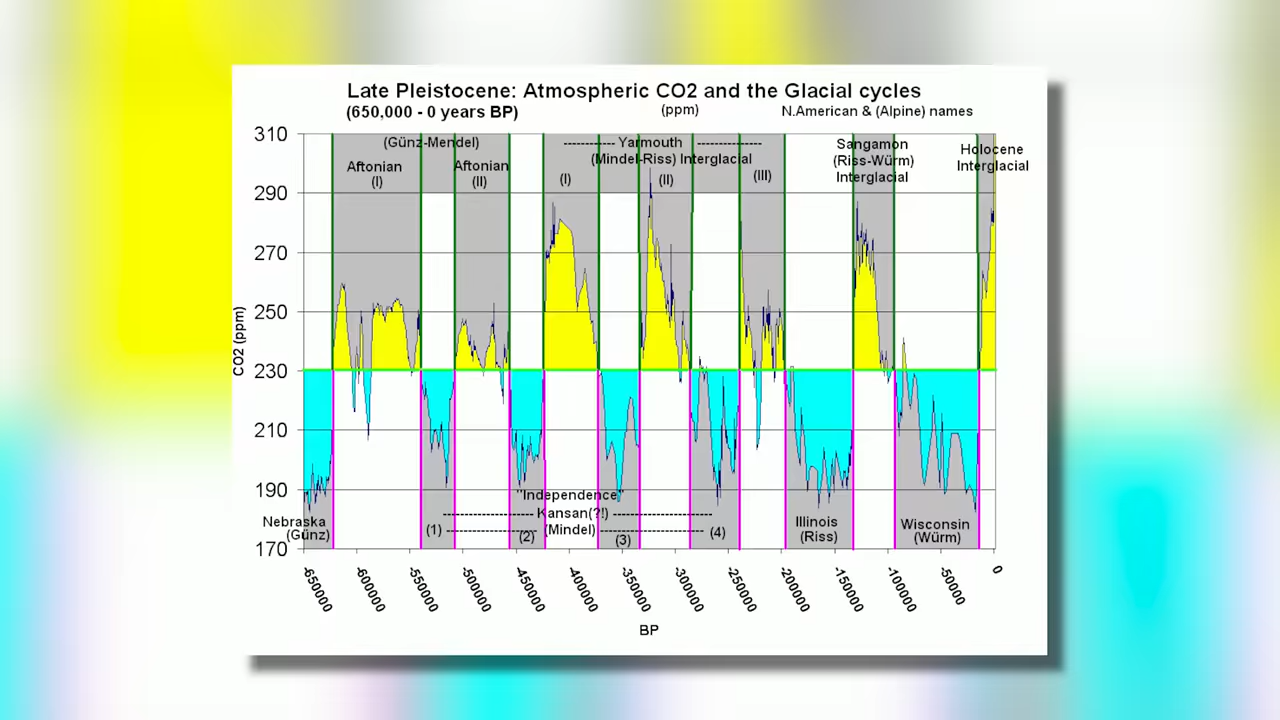 Late Pleistocene: Atmospheric CO2 and the Glacial cycles
(650,000 - 0 years BP)
(ppm)
N.American & (Alpine) names
310
290
270
250
230
210
190
170
CO2 (ppm)
(Günz-Mendel)
Aftonian
(I)
Aftonian
(II)
----------- Yarmouth --------------
(Mindel-Riss) Interglacial
(I)
(II)
(III)
Sangamon
(Riss-Würm)
Interglacial
Holocene
Interglacial
Nebraska
(Günz)
"Independence"
------------------- Kansan(?!) ---------------------
------------------- (Mindel) ----------------------
(1)
(2)
(3)
(4)
Illinois
(Riss)
Wisconsin
(Würm)
-650000
-600000
-550000
-500000
-450000
-400000
-350000
-300000
-250000
-200000
-150000
-100000
-50000
0
BP